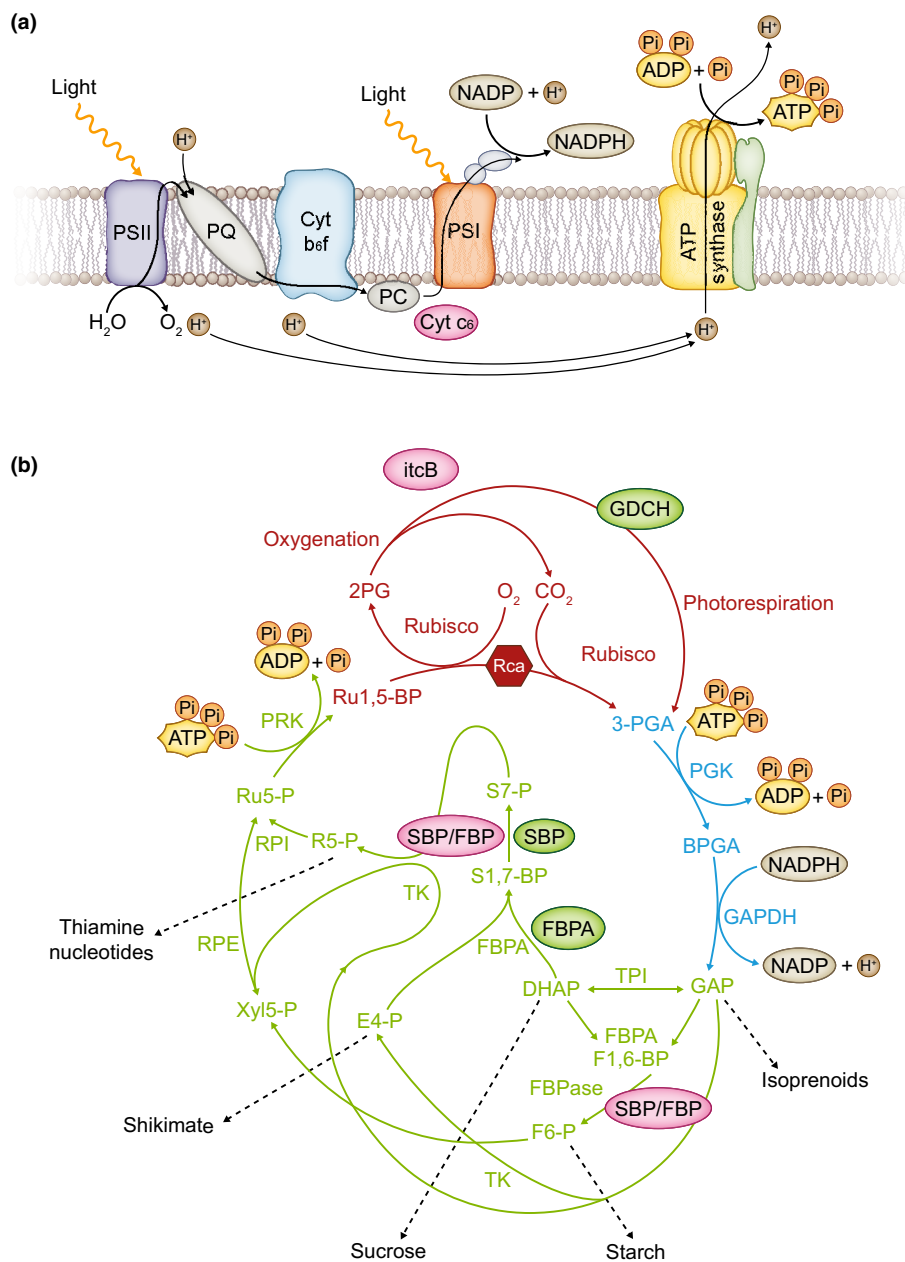 (a)
Light
H⁺
PSII
PQ
Cyt
b₆f
PC
Cyt c₆
Light
PSI
NADP + H⁺
NADPH
Pi Pi
ADP + Pi
Pi Pi
ATP Pi
H⁺
ATP
synthase
H₂O
O₂ H⁺
H⁺
H⁺
(b)
itcB
GDCH
Oxygenation
2PG
O₂
CO₂
Photorespiration
Rubisco
Rca
Rubisco
Pi Pi
ADP + Pi
Ru1,5-BP
3-PGA
Pi Pi
ATP Pi
PRK
Pi Pi
ATP Pi
PGK
Pi Pi
ADP + Pi
Ru5-P
S7-P
RPI
R5-P
SBP/FBP
SBP
BPGA
NADPH
S1,7-BP
TK
GAPDH
Thiamine
nucleotides
RPE
FBPA
FBPA
NADP + H⁺
Xyl5-P
E4-P
DHAP
TPI
GAP
FBPA
F1,6-BP
Isoprenoids
FBPase
SBP/FBP
Shikimate
F6-P
TK
Sucrose
Starch